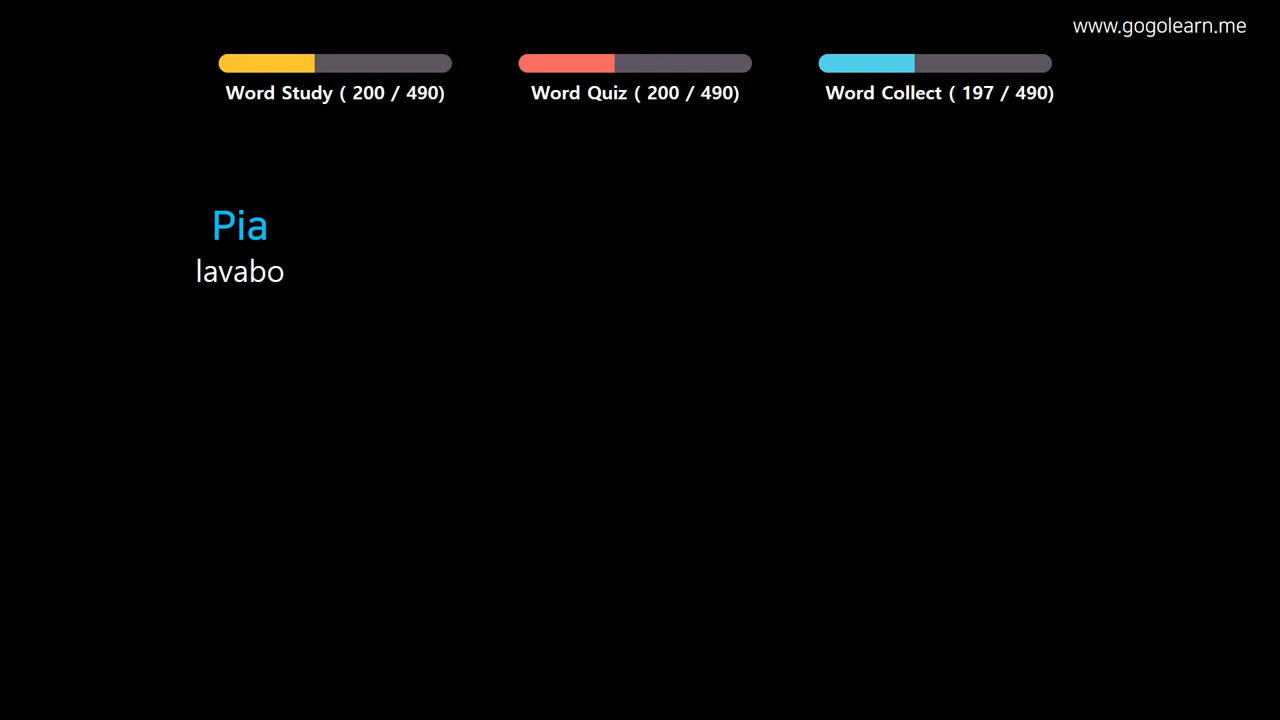 www.gogolearn.me
Word Study ( 200 / 490)
Word Quiz ( 200 / 490)
Word Collect ( 197 / 490)
Pia
lavabo